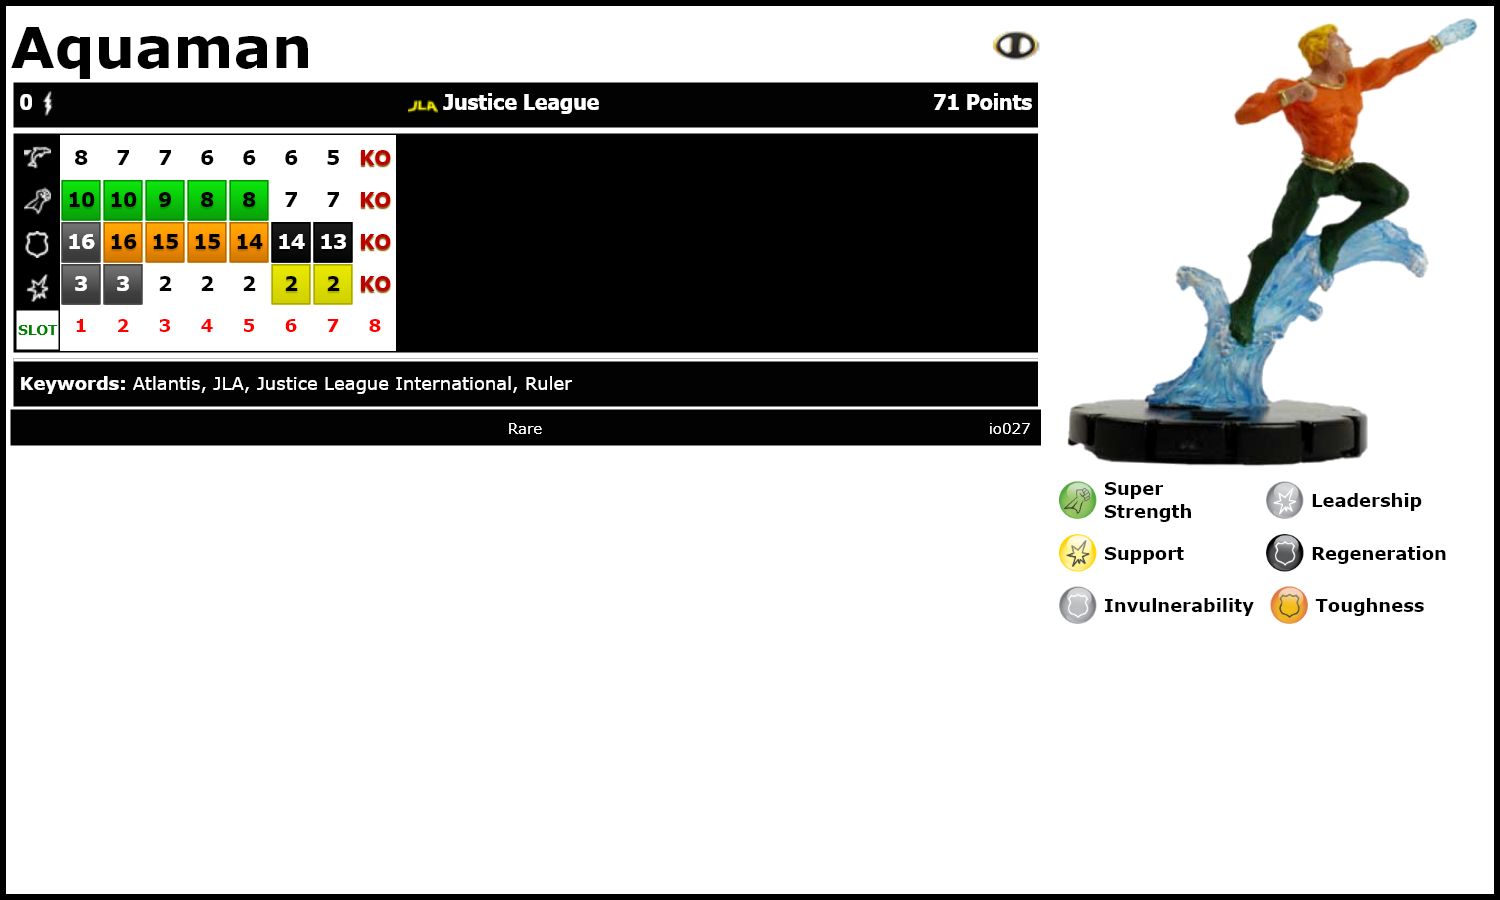 Aquaman
0 JLA Justice League 71 Points
8 7 7 6 6 6 5 KO
10 10 9 8 8 7 7 KO
16 16 15 15 14 14 13 KO
3 3 2 2 2 2 2 KO
SLOT 1 2 3 4 5 6 7 8
Keywords: Atlantis, JLA, Justice League International, Ruler
Rare io027
Super
Strength
Leadership
Support
Regeneration
Invulnerability
Toughness